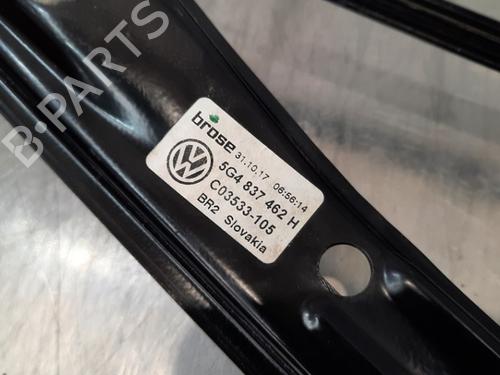 B-PARTS
brose
31.10.17 06:56:14
5G4 837 462 H
C03533-105
BR2 Slovakia